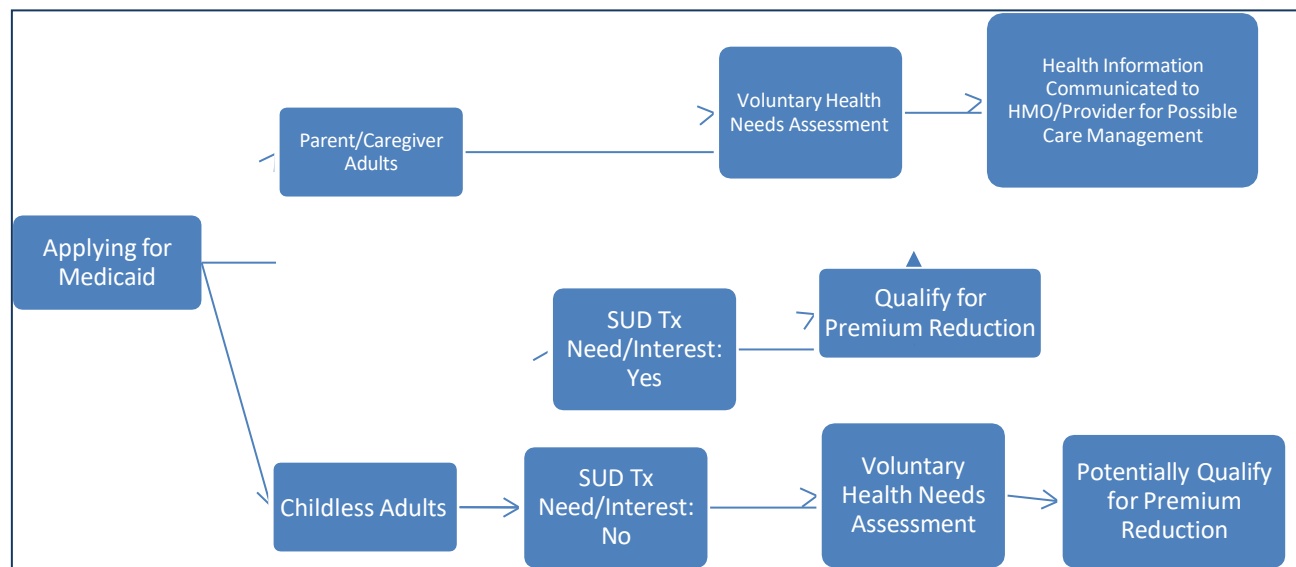 Applying for
Medicaid
Parent/Caregiver
Adults
Voluntary Health
Needs Assessment
Health Information
Communicated to
HMO/Provider for Possible
Care Management
SUD Tx
Need/Interest:
Yes
Qualify for
Premium Reduction
Childless Adults
SUD Tx
Need/Interest:
No
Voluntary
Health Needs
Assessment
Potentially Qualify
for Premium
Reduction